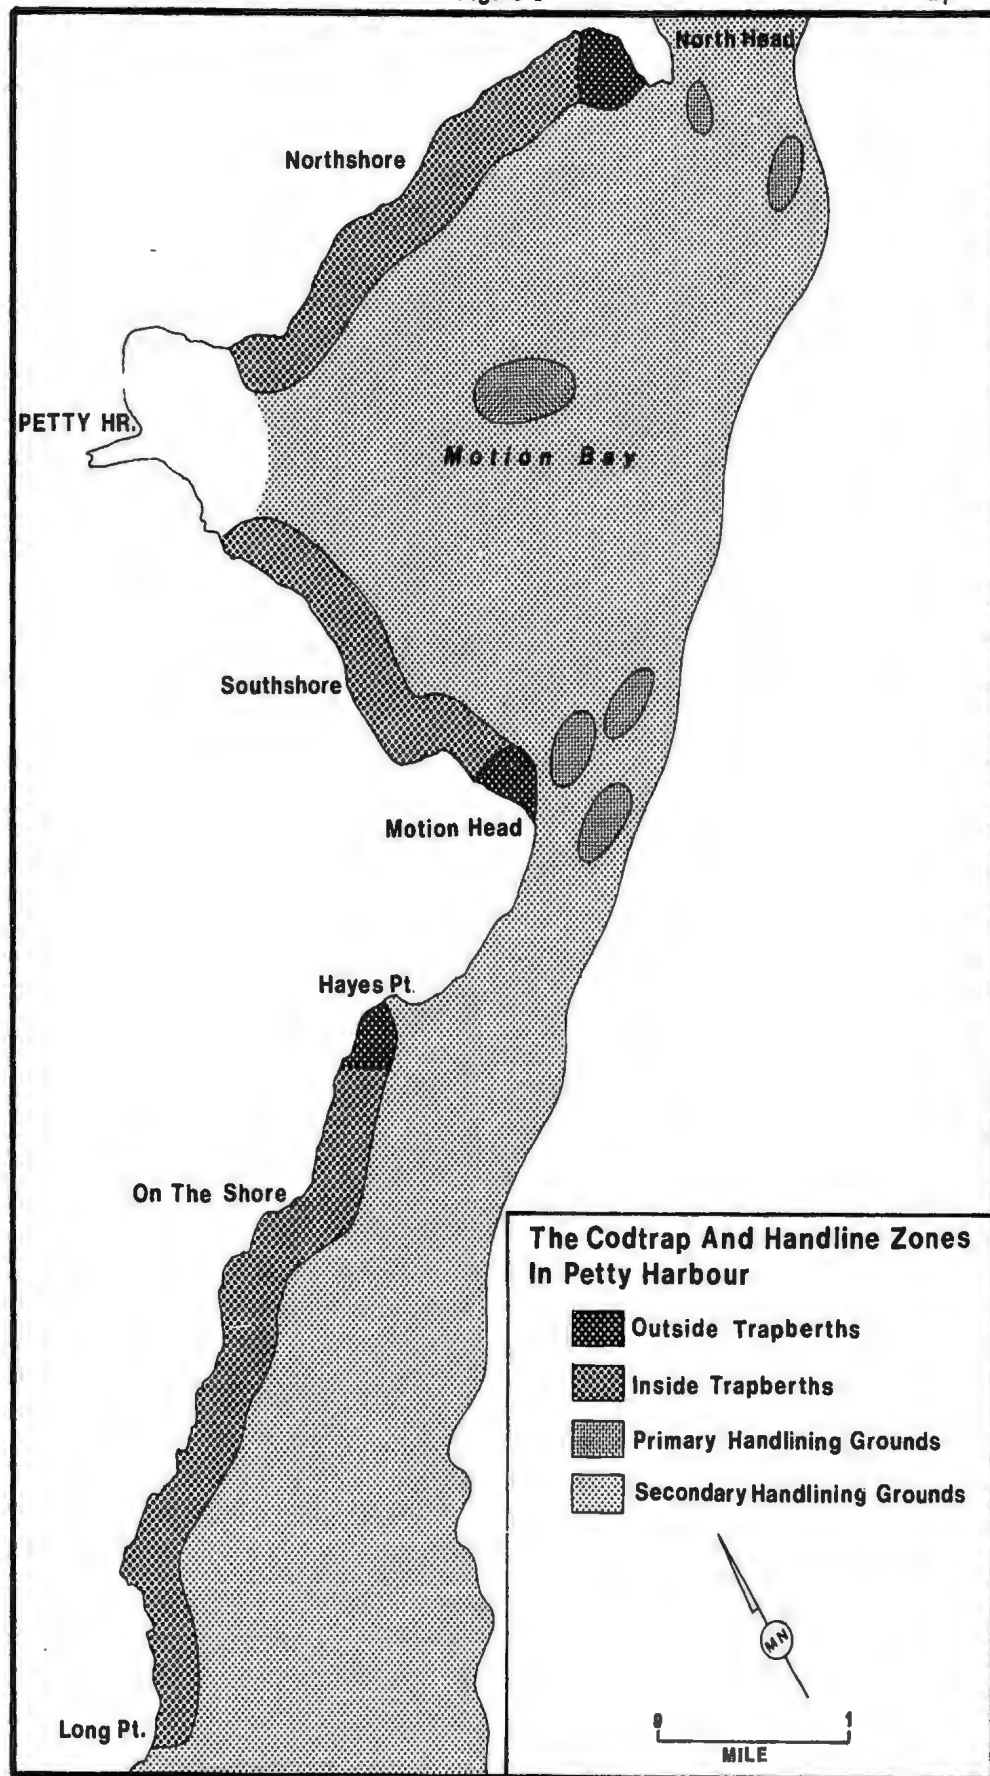 North Head
Northshore
PETTY HR.
Motion Bay
Southshore
Motion Head
Hayes Pt.
On The Shore
The Codtrap And Handline Zones
In Petty Harbour
Outside Trapberths
Inside Trapberths
Primary Handlining Grounds
Secondary Handlining Grounds
MN
0 1
MILE
Long Pt.